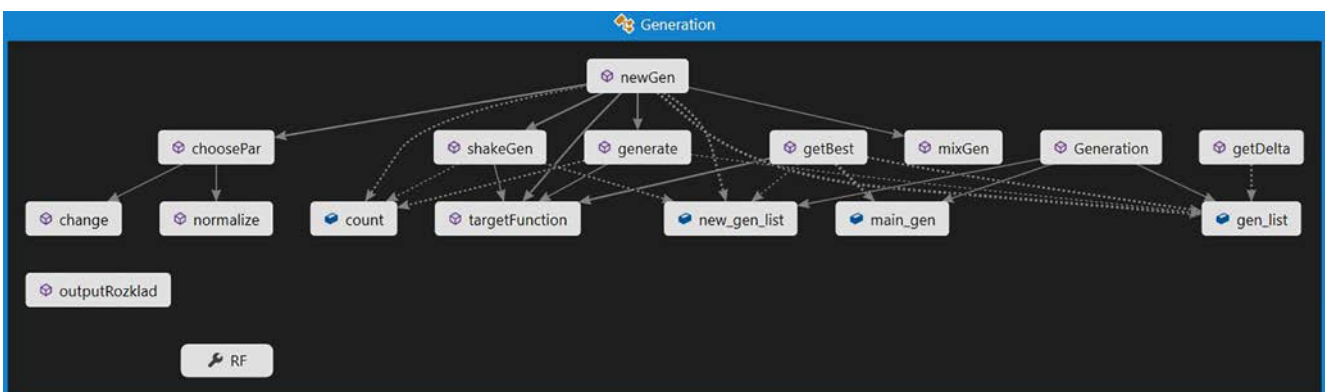 Generation
newGen
choosePar
shakeGen
generate
getBest
mixGen
Generation
getDelta
change
normalize
count
targetFunction
new_gen_list
main_gen
gen_list
outputRozklad
RF